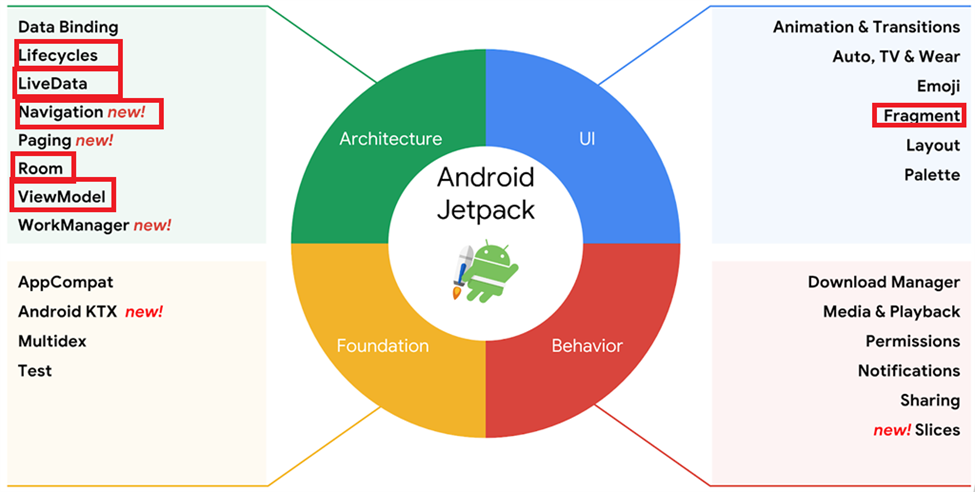 Data Binding
Lifecycles
LiveData
Navigation new!
Paging new!
Room
ViewModel
WorkManager new!
Animation & Transitions
Auto, TV & Wear
Emoji
Fragment
Layout
Palette
Architecture
UI
Android
Jetpack
Foundation
Behavior
AppCompat
Android KTX new!
Multidex
Test
Download Manager
Media & Playback
Permissions
Notifications
Sharing
new! Slices